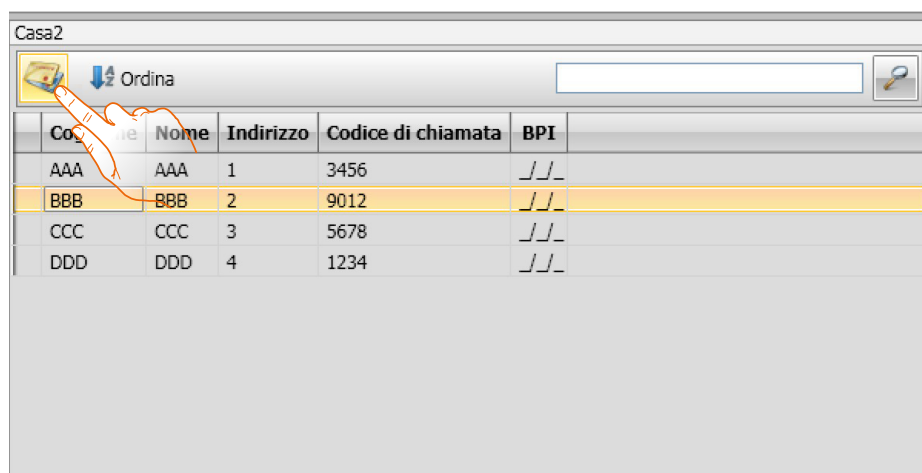 Casa2
Ordina
Nome Indirizzo Codice di chiamata BPI
AAA AAA 1 3456 _/_/_
BBB BBB 2 9012 _/_/_
CCC CCC 3 5678 _/_/_
DDD DDD 4 1234 _/_/_